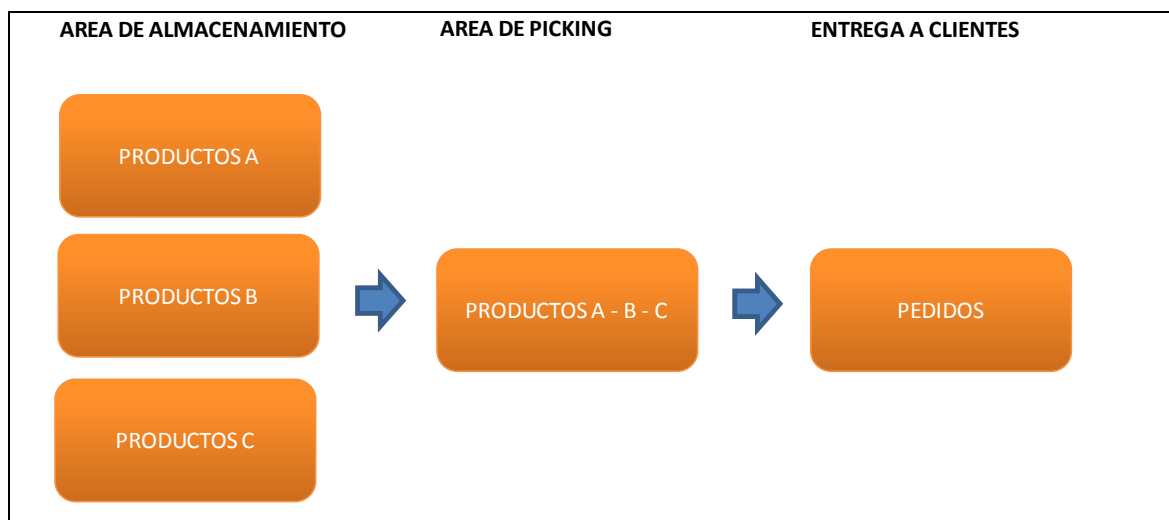 AREA DE ALMACENAMIENTO
AREA DE PICKING
ENTREGA A CLIENTES
PRODUCTOS A
PRODUCTOS B
PRODUCTOS A - B - C
PEDIDOS
PRODUCTOS C